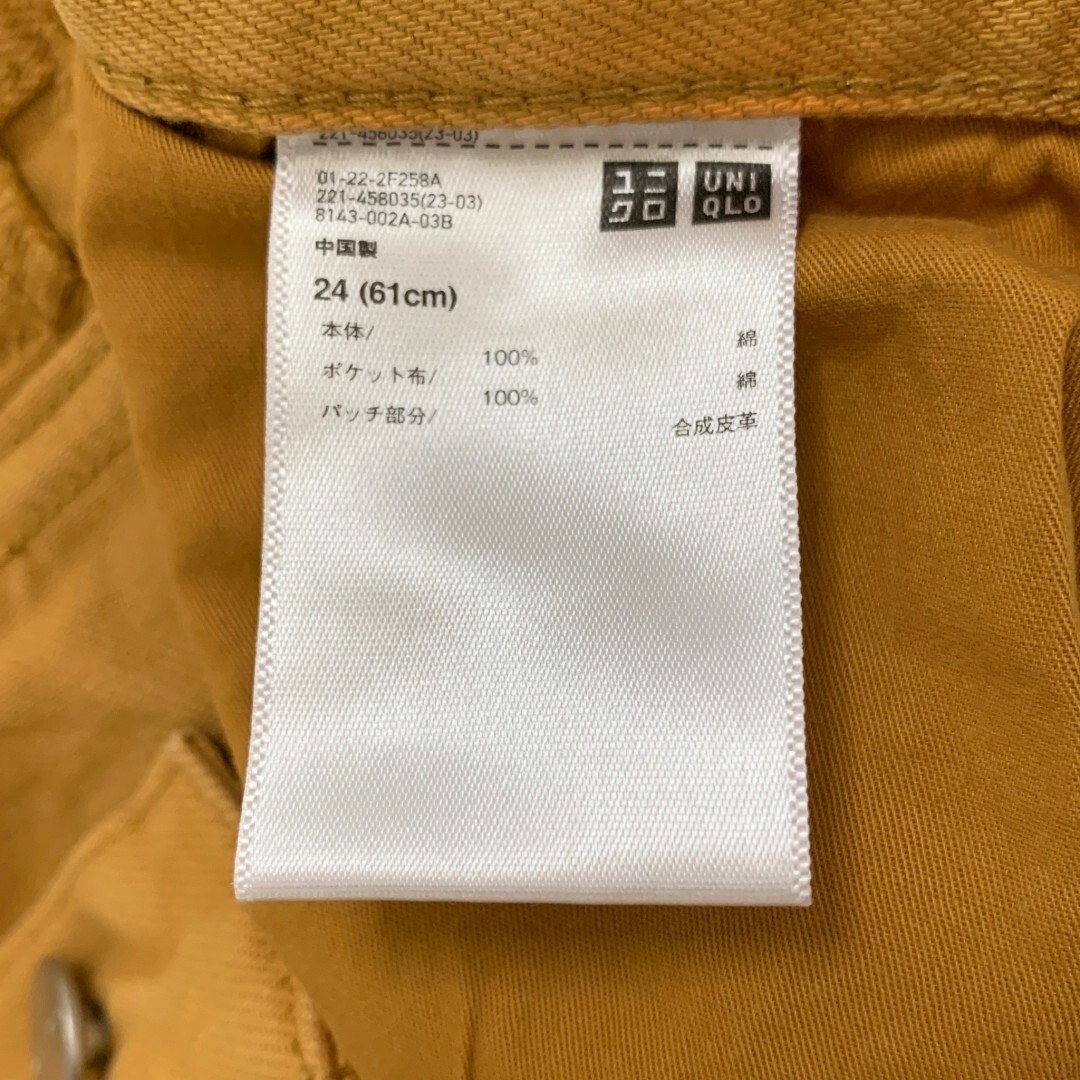 221-458035(23-03)
01-22-2F258A
221-458035(23-03)
8143-002A-03B
ユニ
クロ
UNI
QLO
中国製
24 (61cm)
本体/
100% 綿
ポケット布/
100% 綿
パッチ部分/
合成皮革